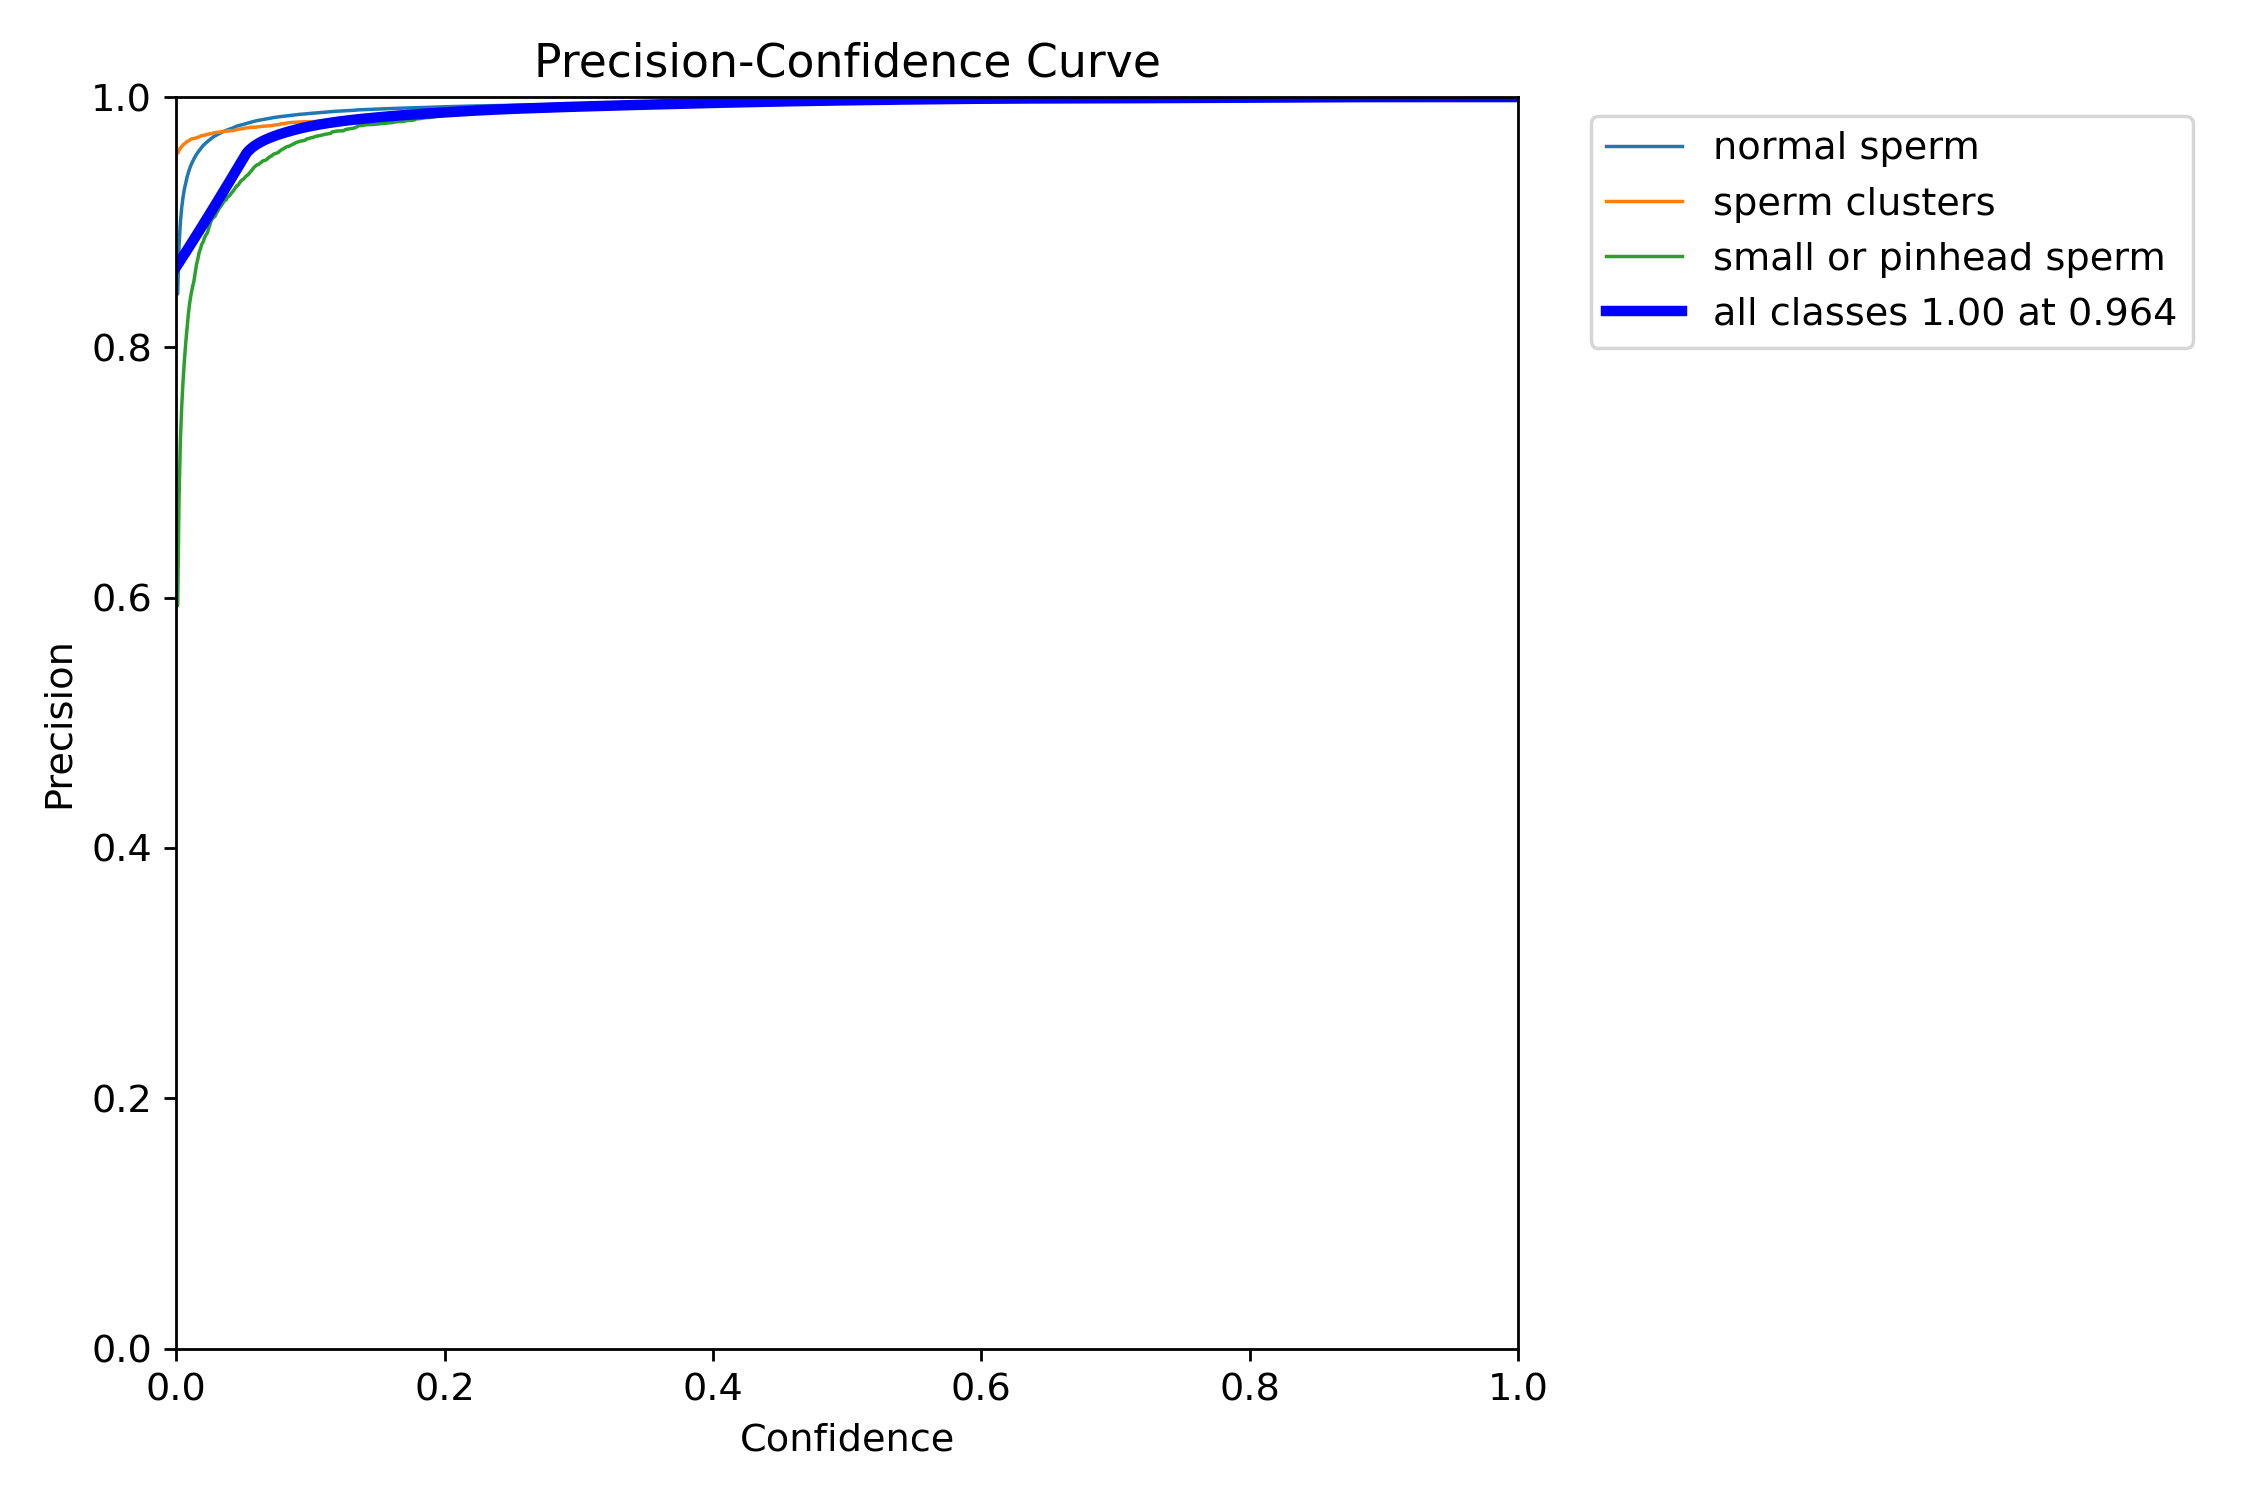 Precision-Confidence Curve
1.0
0.8
0.6
0.4
0.2
0.0
Precision
0.0 0.2 0.4 0.6 0.8 1.0
Confidence
normal sperm
sperm clusters
small or pinhead sperm
all classes 1.00 at 0.964